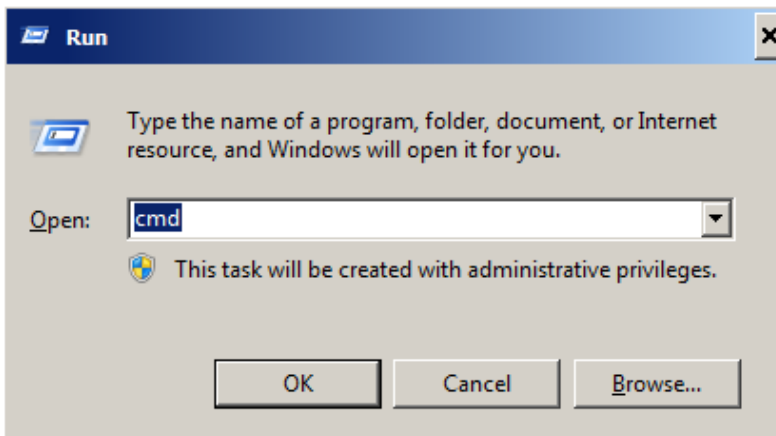 Run
Type the name of a program, folder, document, or Internet
resource, and Windows will open it for you.
Open: cmd
This task will be created with administrative privileges.
OK Cancel Browse...